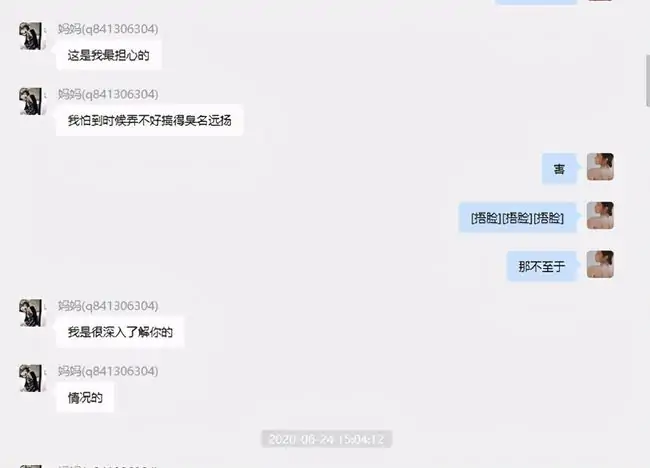 妈妈(q841306304)
这是我最担心的
妈妈(q841306304)
我怕到时候弄不好搞得臭名远扬
害
[捂脸][捂脸][捂脸]
那不至于
妈妈(q841306304)
我是很深入了解你的
妈妈(q841306304)
情况的
2020-06-24 15:04:12
妈妈(q841306304)